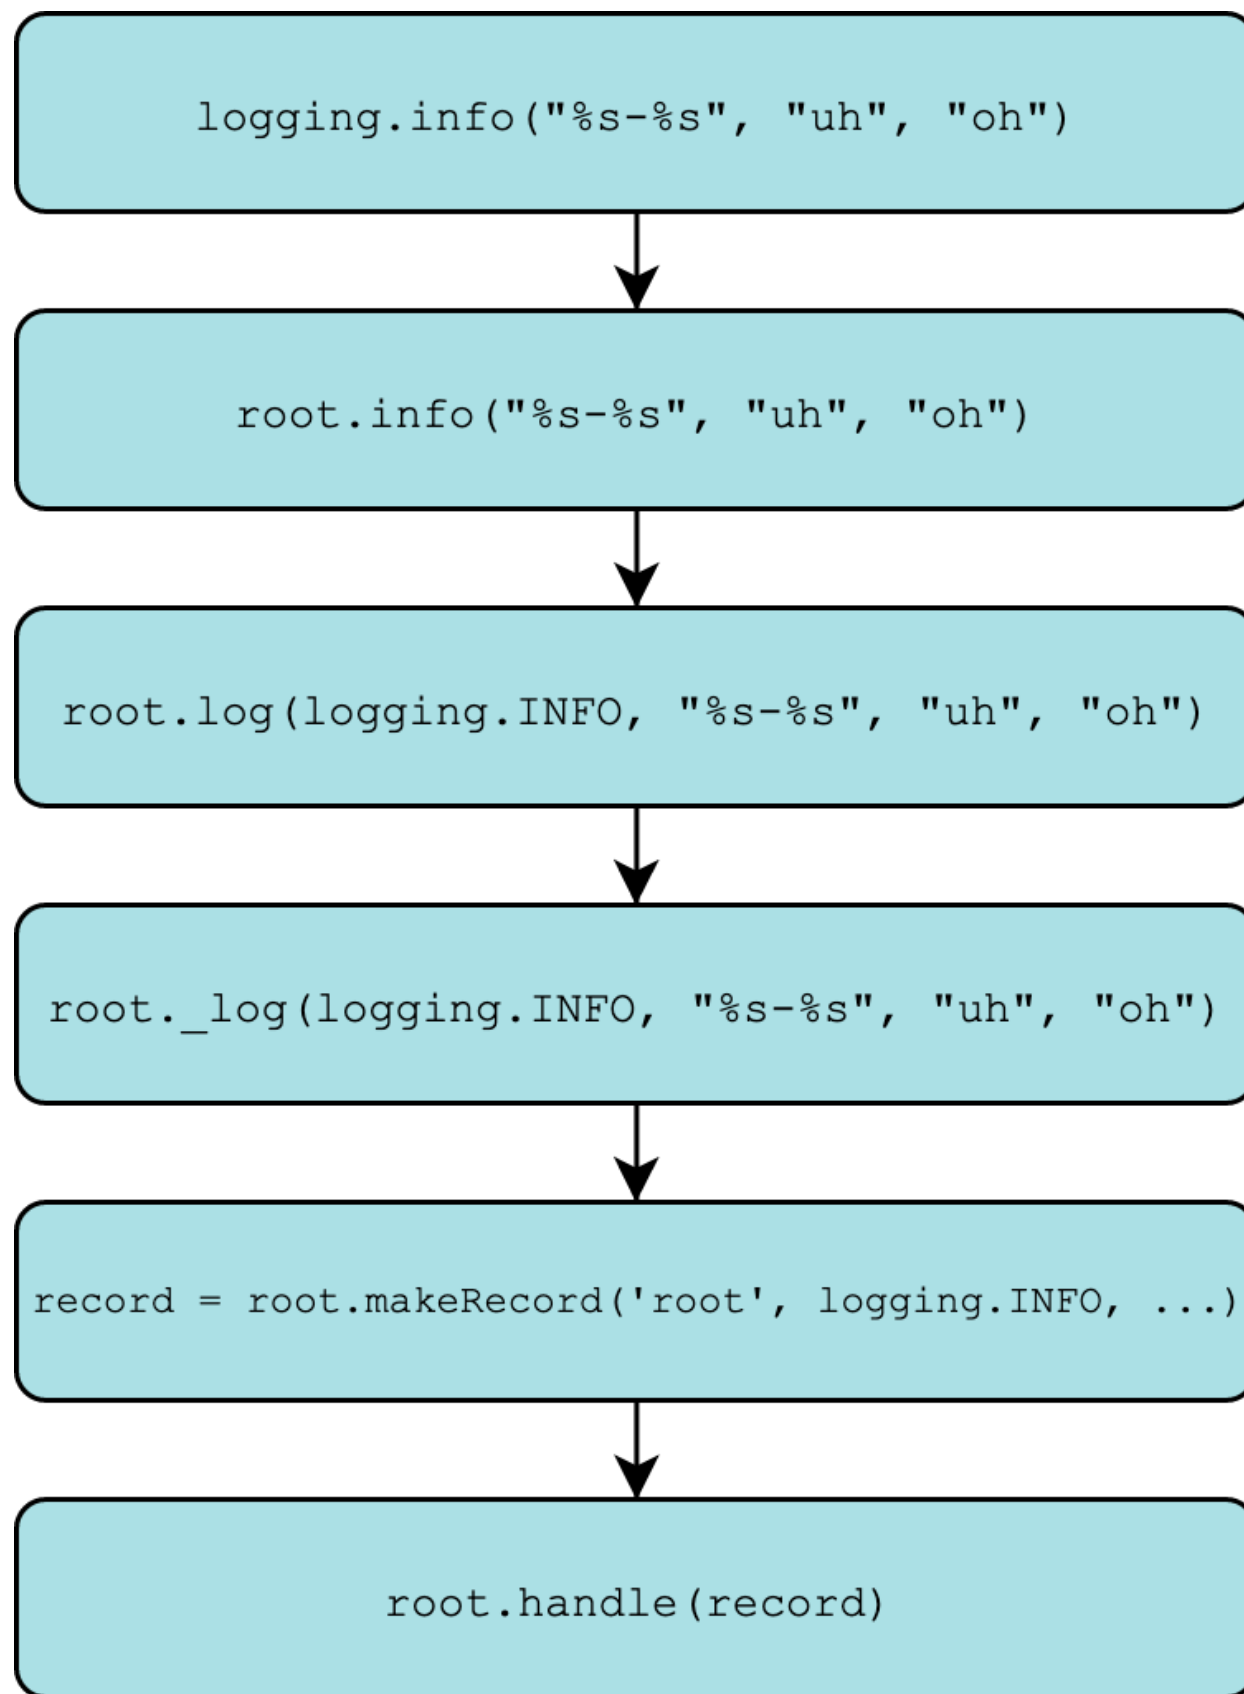 logging.info("%s-%s", "uh", "oh")
root.info("%s-%s", "uh", "oh")
root.log(logging.INFO, "%s-%s", "uh", "oh")
root._log(logging.INFO, "%s-%s", "uh", "oh")
record = root.makeRecord('root', logging.INFO, ...)
root.handle(record)